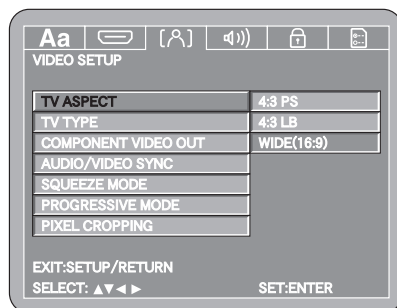 Aa
VIDEO SETUP
TV ASPECT 4:3 PS
TV TYPE 4:3 LB
COMPONENT VIDEO OUT WIDE(16:9)
AUDIO/VIDEO SYNC
SQUEEZE MODE
PROGRESSIVE MODE
PIXEL CROPPING
EXIT:SETUP/RETURN
SELECT: ▲▼◄► SET:ENTER